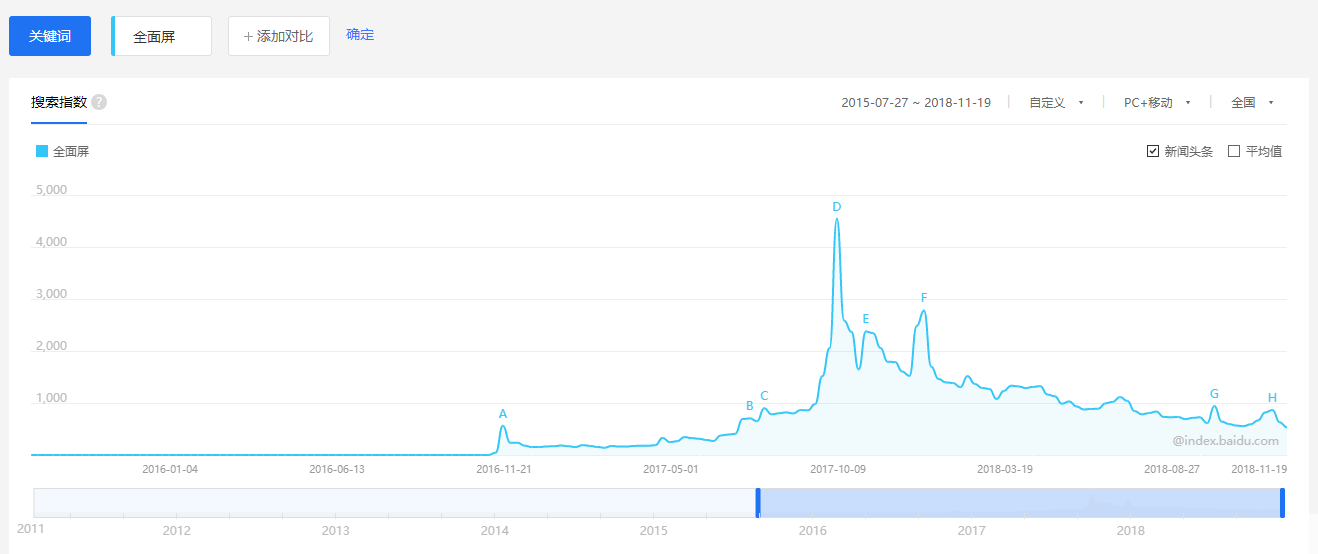 关键词 全面屏 + 添加对比 确定
搜索指数 ? 2015-07-27 ~ 2018-11-19 自定义 PC+移动 全国
全面屏 新闻头条 平均值
5,000
D
4,000
3,000
F
E
2,000
1,000
G
C
H
B
A
@index.baidu.com
2016-01-04 2016-06-13 2016-11-21 2017-05-01 2017-10-09 2018-03-19 2018-08-27 2018-11-19
2011 2012 2013 2014 2015 2016 2017 2018